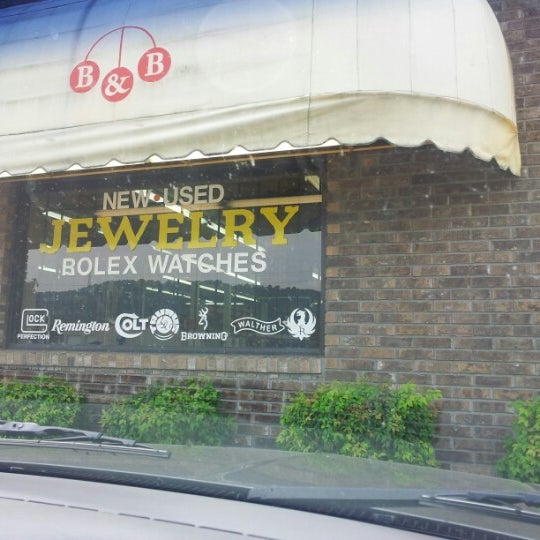 B & B
NEW·USED
JEWELRY
ROLEX WATCHES
GLOCK PERFECTION
Remington
COLT
BROWNING
WALTHER